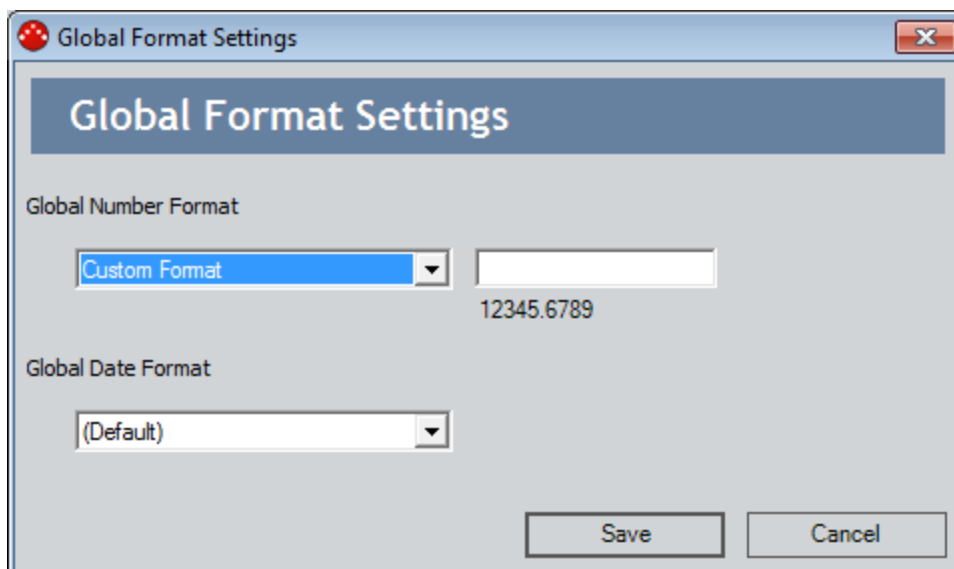 Global Format Settings
Global Format Settings
Global Number Format
Custom Format
12345.6789
Global Date Format
(Default)
Save Cancel